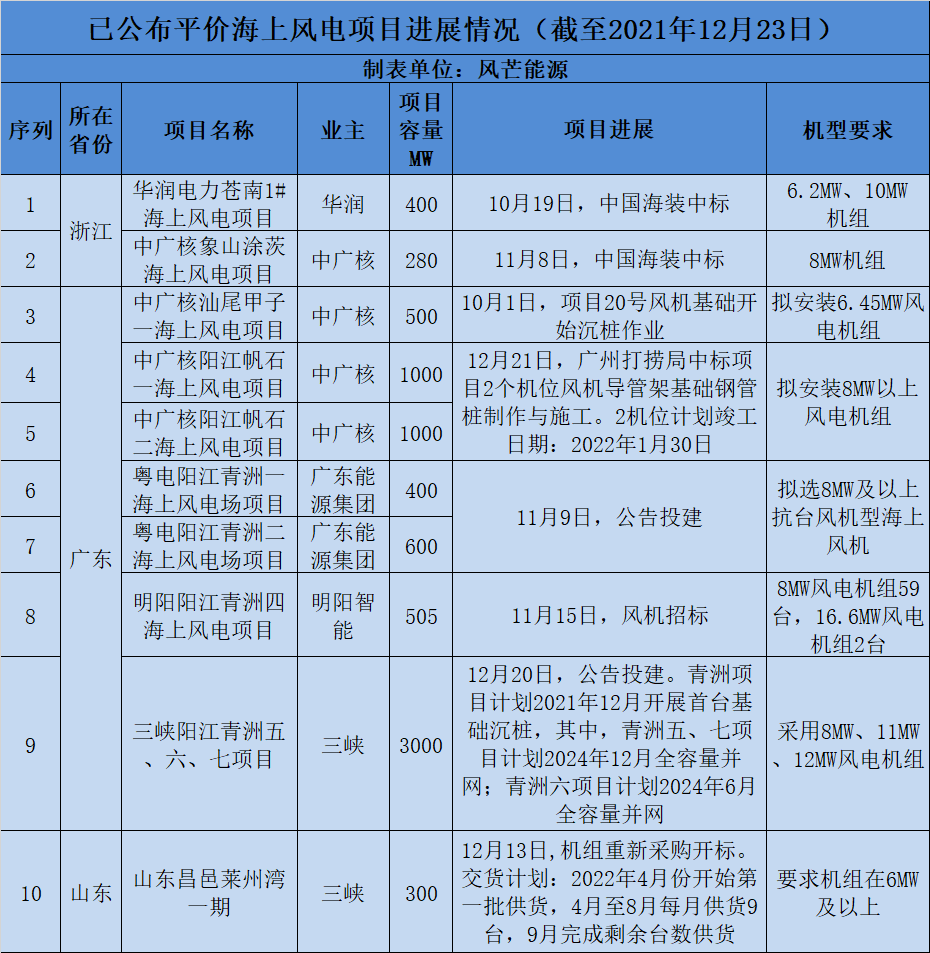 已公布平价海上风电项目进展情况（截至2021年12月23日）
制表单位：风芒能源
序列
所在
省份
项目名称
业主
项目
容量
MW
项目进展
机型要求
1
浙江
华润电力苍南1#
海上风电项目
华润
400
10月19日，中国海装中标
6.2MW、10MW
机组
2
中广核象山涂茨
海上风电项目
中广核
280
11月8日，中国海装中标
8MW机组
3
广东
中广核汕尾甲子
一海上风电项目
中广核
500
10月1日，项目20号风机基础开
始沉桩作业
拟安装6.45MW风
电机组
4
中广核阳江帆石
一海上风电项目
中广核
1000
12月21日，广州打捞局中标项
目2个机位风机导管架基础钢管
桩制作与施工。2机位计划竣工
日期：2022年1月30日
拟安装8MW以上
风电机组
5
中广核阳江帆石
二海上风电项目
中广核
1000
6
粤电阳江青洲一
海上风电场项目
广东能
源集团
400
11月9日，公告投建
拟选8MW及以上
抗台风机型海上
风机
7
粤电阳江青洲二
海上风电场项目
广东能
源集团
600
8
明阳阳江青洲四
海上风电项目
明阳智
能
505
11月15日，风机招标
8MW风电机组59
台，16.6MW风电
机组2台
9
三峡阳江青洲五
、六、七项目
三峡
3000
12月20日，公告投建。青洲项
目计划2021年12月开展首台基
础沉桩，其中，青洲五、七项
目计划2024年12月全容量并
网；青洲六项目计划2024年6月
全容量并网
采用8MW、11MW
、12MW风电机组
10
山东
山东昌邑莱州湾
一期
三峡
300
12月13日,机组重新采购开标。
交货计划：2022年4月份开始第
一批供货，4月至8月每月供货9
台，9月完成剩余台数供货
要求机组在6MW
及以上